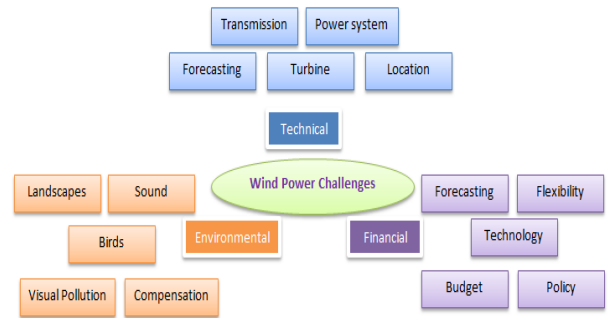 Transmission
Power system
Forecasting
Turbine
Location
Technical
Wind Power Challenges
Landscapes
Sound
Birds
Environmental
Visual Pollution
Compensation
Financial
Forecasting
Flexibility
Technology
Budget
Policy